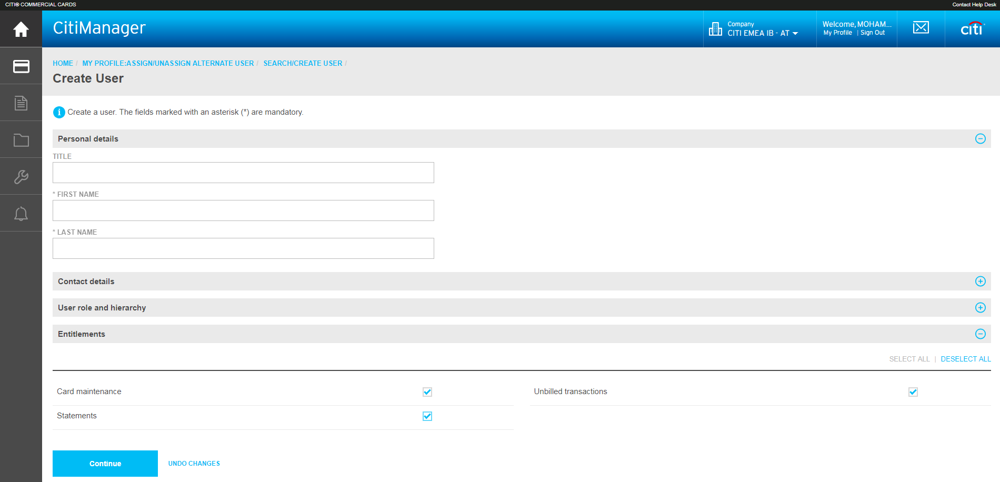 CITI® COMMERCIAL CARDS
Contact Help Desk
CitiManager
Company
CITI EMEA IB - AT
Welcome, MOHAM...
My Profile | Sign Out
citi
HOME / MY PROFILE:ASSIGN/UNASSIGN ALTERNATE USER / SEARCH/CREATE USER /
Create User
i Create a user. The fields marked with an asterisk (*) are mandatory.
Personal details
TITLE
* FIRST NAME
* LAST NAME
Contact details
User role and hierarchy
Entitlements
SELECT ALL | DESELECT ALL
Card maintenance
Unbilled transactions
Statements
Continue
UNDO CHANGES